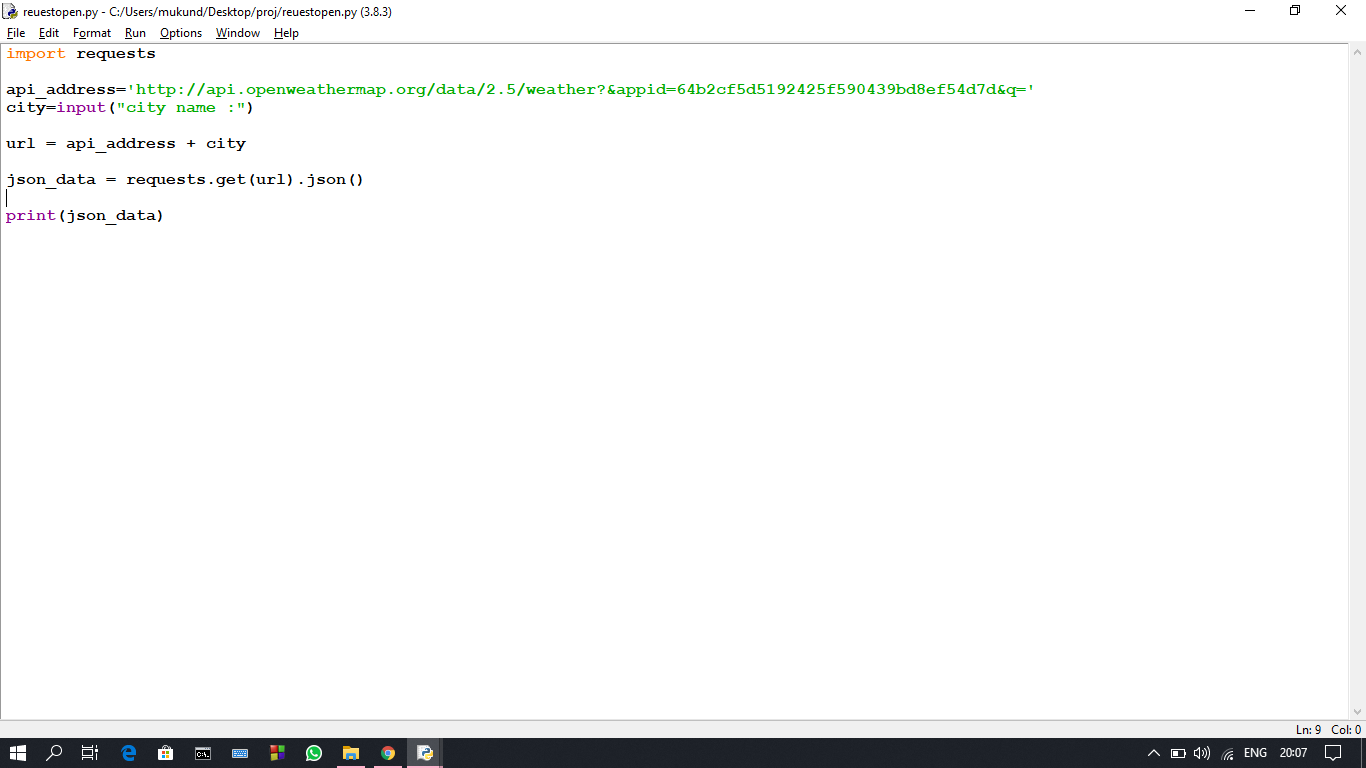 reuestopen.py - C:/Users/mukund/Desktop/proj/reuestopen.py (3.8.3)
File Edit Format Run Options Window Help
import requests
api_address='http://api.openweathermap.org/data/2.5/weather?&appid=64b2cf5d5192425f590439bd8ef54d7d&q='
city=input("city name :")
url = api_address + city
json_data = requests.get(url).json()
print(json_data)
Ln: 9 Col: 0
ENG 20:07